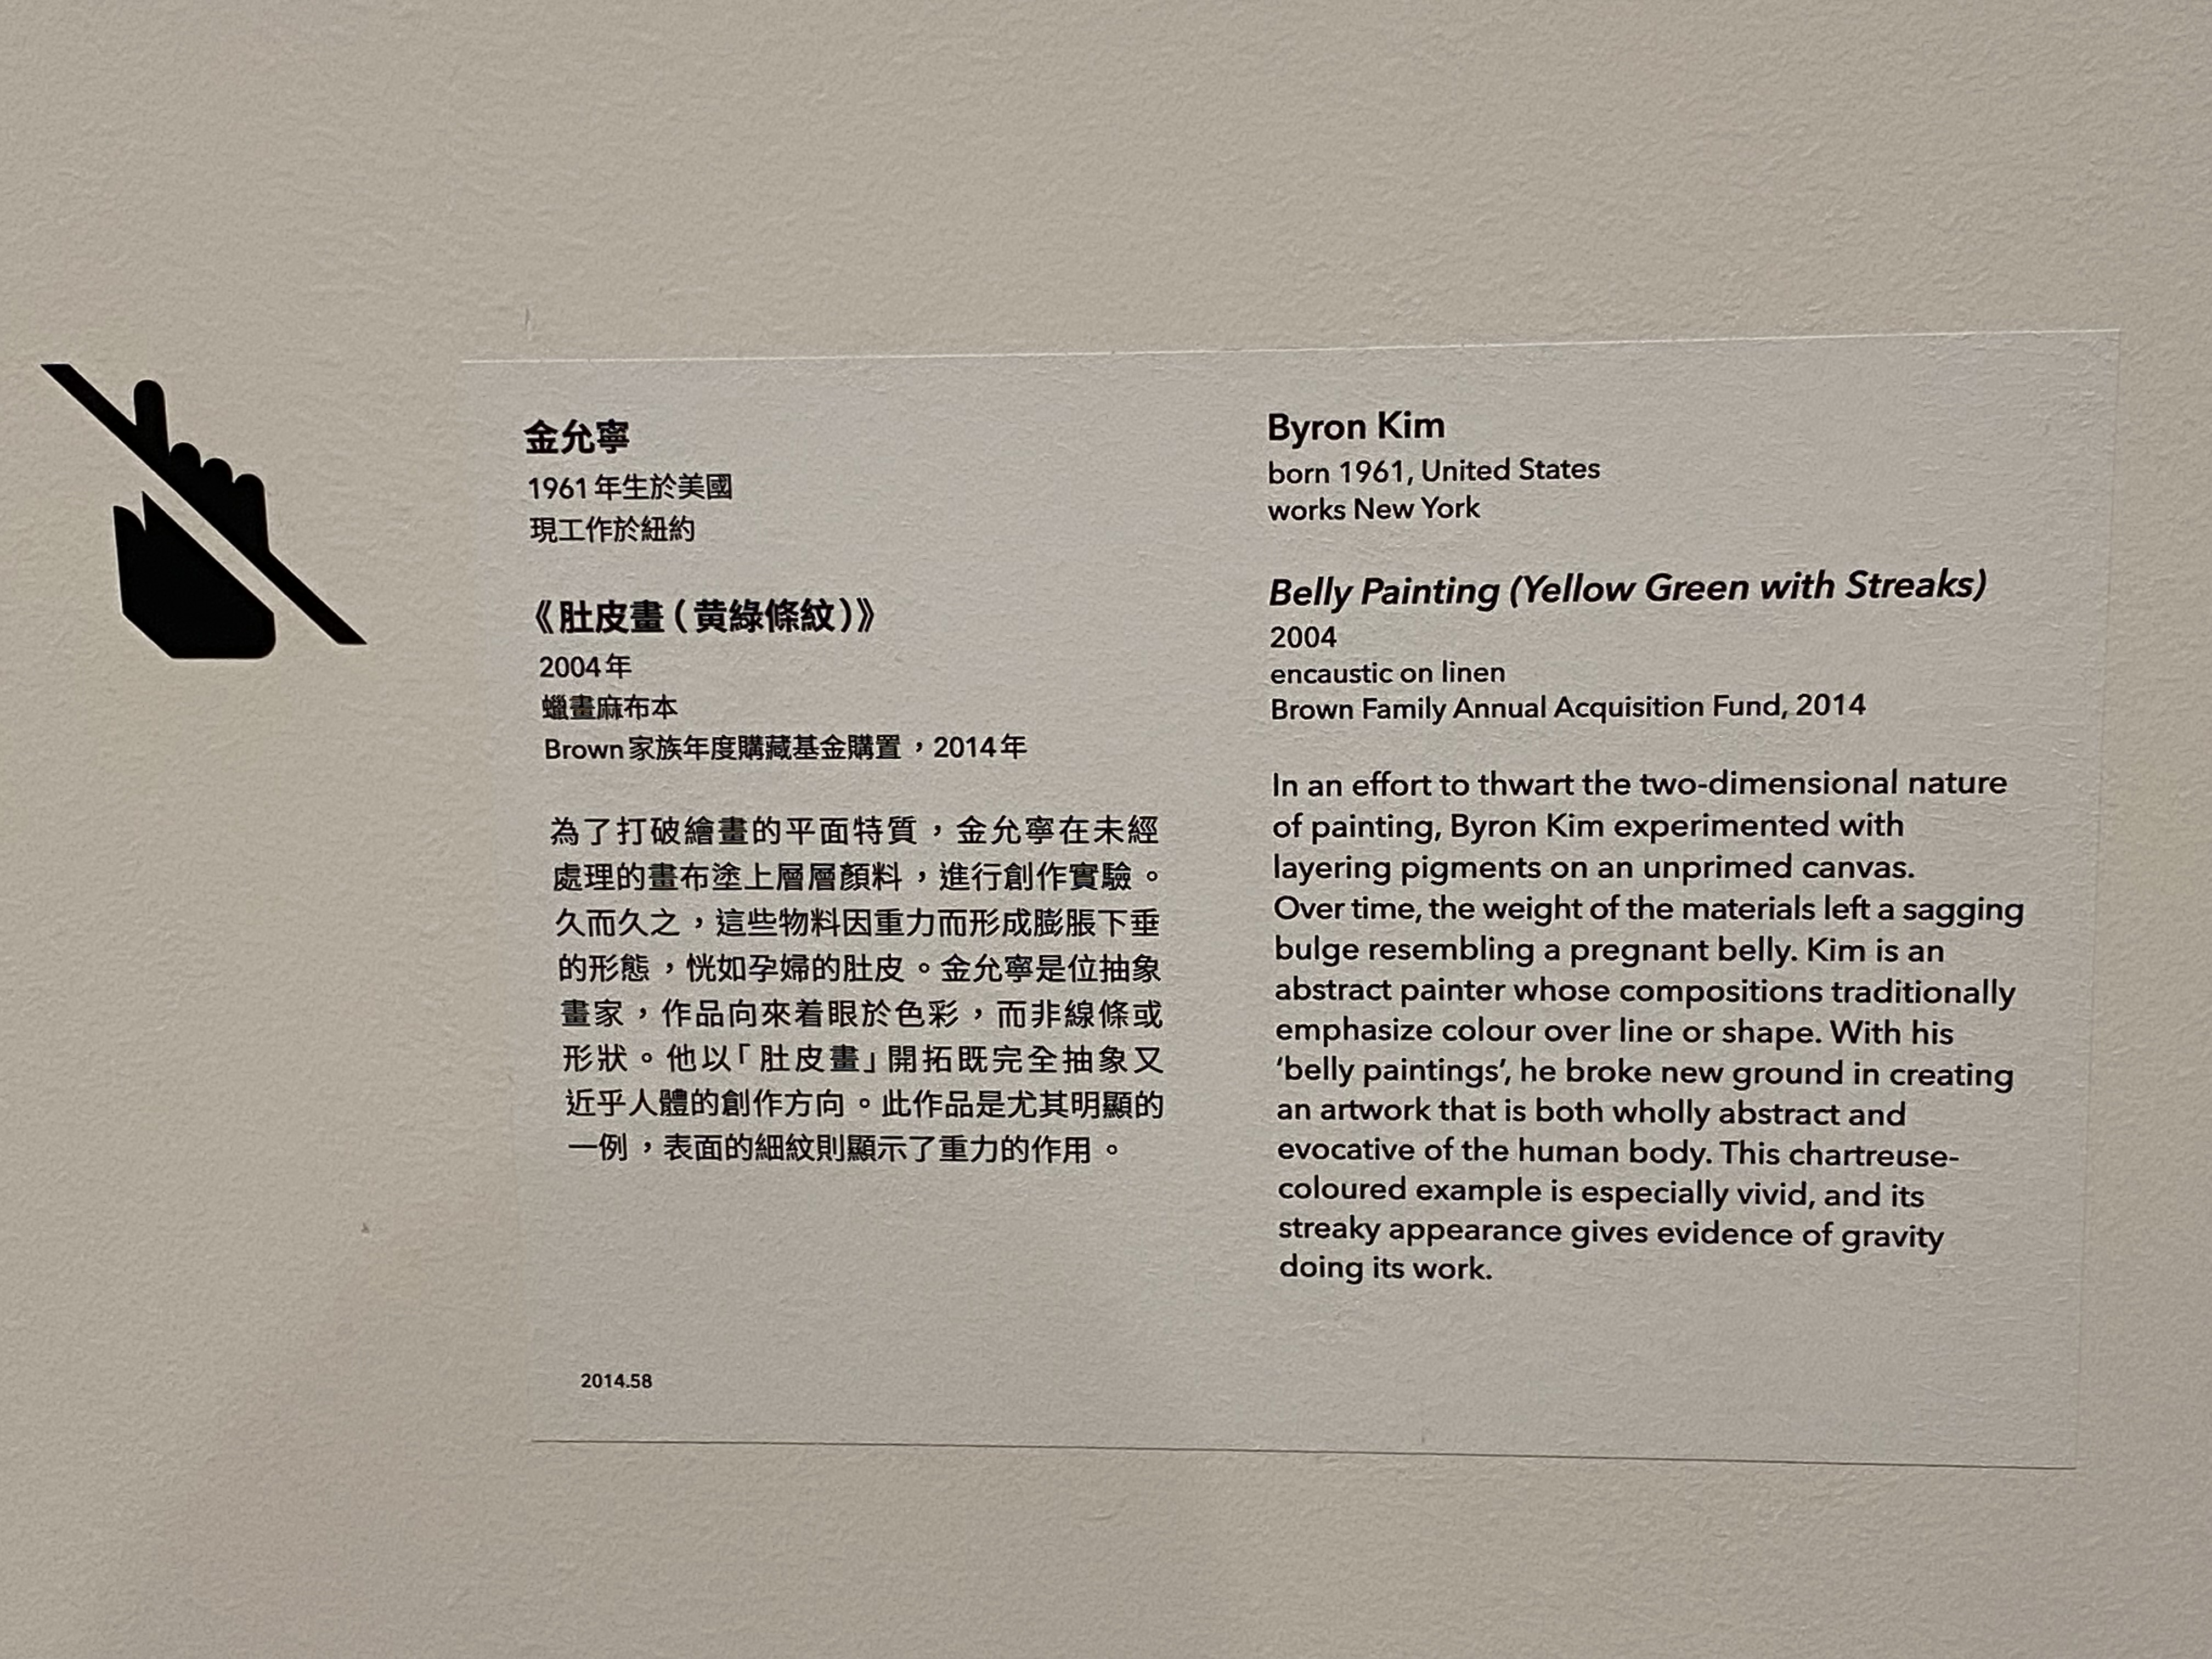 金允寧
1961年生於美國
現工作於紐約
《肚皮畫（黄綠條紋）》
2004年
蠟畫麻布本
Brown家族年度購藏基金購置，2014年
為了打破繪畫的平面特質，金允寧在未經
處理的畫布塗上層層顏料，進行創作實驗。
久而久之，這些物料因重力而形成膨脹下垂
的形態，恍如孕婦的肚皮。金允寧是位抽象
畫家，作品向來着眼於色彩，而非線條或
形狀。他以「肚皮畫」開拓既完全抽象又
近乎人體的創作方向。此作品是尤其明顯的
一例，表面的細紋則顯示了重力的作用。
2014.58
Byron Kim
born 1961, United States
works New York
Belly Painting (Yellow Green with Streaks)
2004
encaustic on linen
Brown Family Annual Acquisition Fund, 2014
In an effort to thwart the two-dimensional nature
of painting, Byron Kim experimented with
layering pigments on an unprimed canvas.
Over time, the weight of the materials left a sagging
bulge resembling a pregnant belly. Kim is an
abstract painter whose compositions traditionally
emphasize colour over line or shape. With his
‘belly paintings’, he broke new ground in creating
an artwork that is both wholly abstract and
evocative of the human body. This chartreuse-
coloured example is especially vivid, and its
streaky appearance gives evidence of gravity
doing its work.